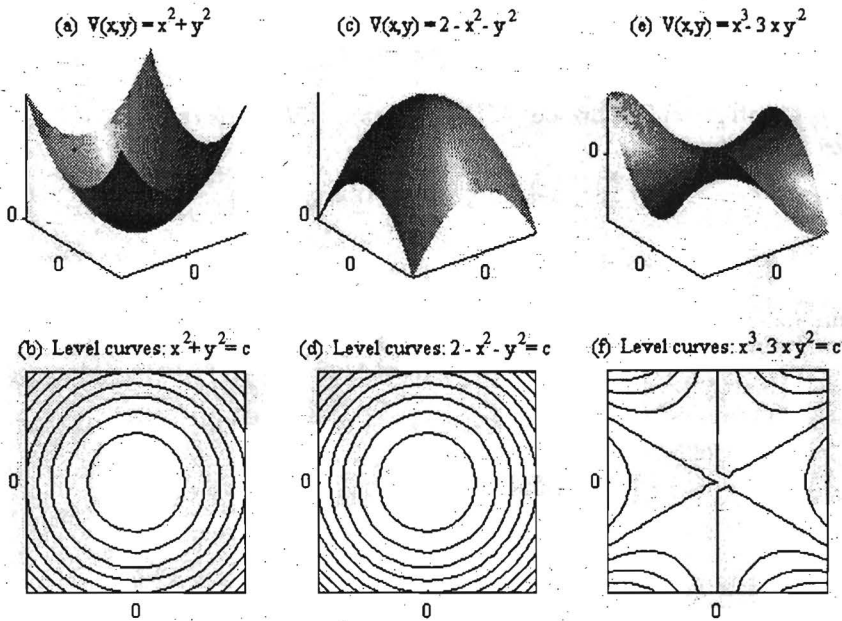 (a) V(x,y) = x² + y²
(c) V(x,y) = 2 - x² - y²
(e) V(x,y) = x³ - 3 x y²
0
0
0
0
0
0
0
0
0
(b) Level curves: x² + y² = c
(d) Level curves: 2 - x² - y² = c
(f) Level curves: x³ - 3 x y² = c
0
0
0
0
0
0